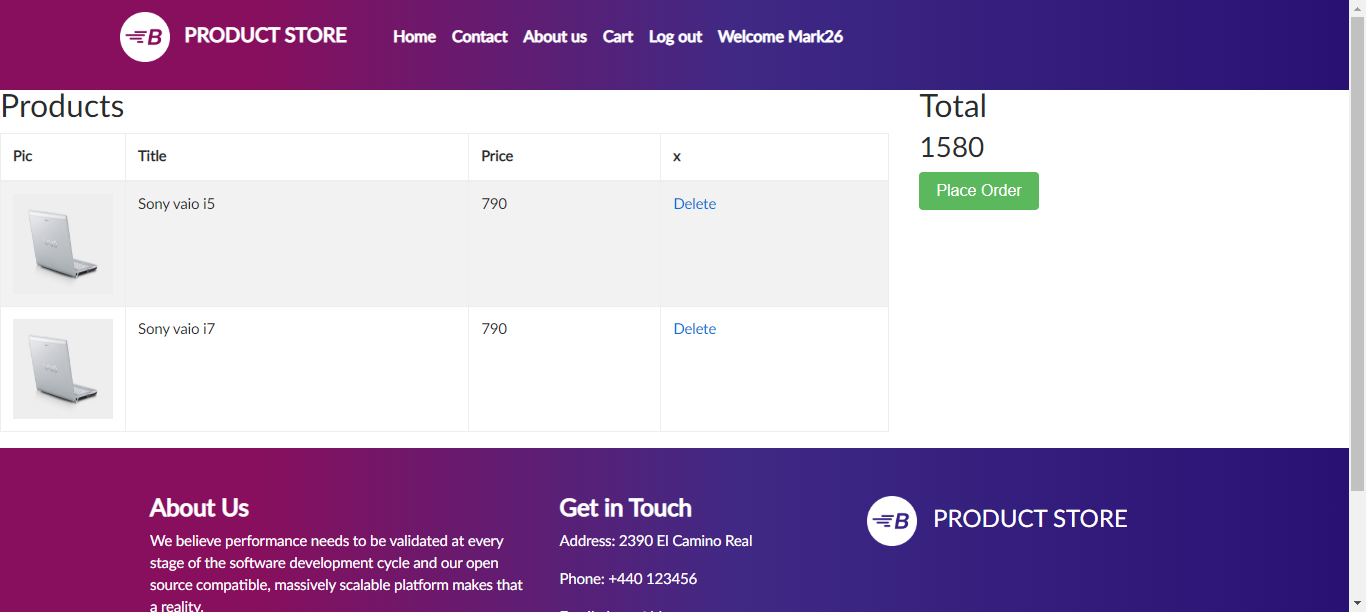 B PRODUCT STORE Home Contact About us Cart Log out Welcome Mark26
Products
Total
1580
Place Order
Pic Title Price x
Sony vaio i5 790 Delete
Sony vaio i7 790 Delete
About Us
We believe performance needs to be validated at every
stage of the software development cycle and our open
source compatible, massively scalable platform makes that
a reality.
Get in Touch
Address: 2390 El Camino Real
Phone: +440 123456
B PRODUCT STORE